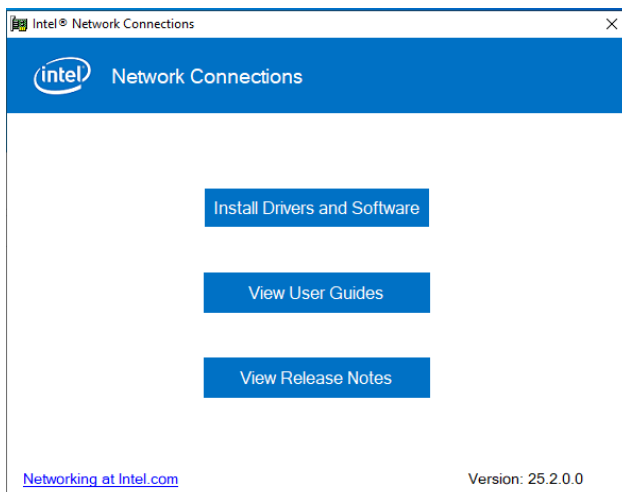 Intel® Network Connections
intel Network Connections
Install Drivers and Software
View User Guides
View Release Notes
Networking at Intel.com Version: 25.2.0.0